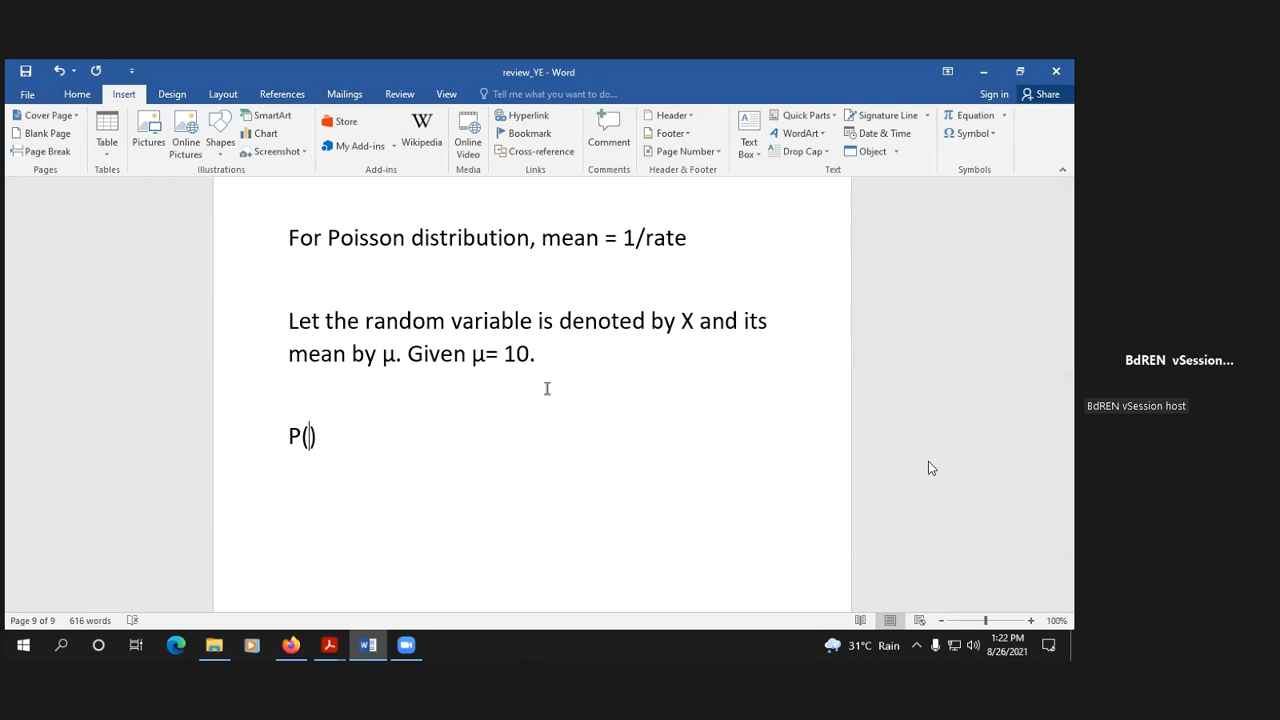 review_YE - Word
File Home Insert Design Layout References Mailings Review View Tell me what you want to do... Sign in Share
Cover Page
Blank Page
Page Break
Pages
Table
Tables
Pictures
Online Pictures
Shapes
SmartArt
Chart
Screenshot
Illustrations
Store
My Add-ins
Wikipedia
Add-ins
Online Video
Media
Hyperlink
Bookmark
Cross-reference
Links
Comment
Comments
Header
Footer
Page Number
Header & Footer
Text Box
Quick Parts
WordArt
Drop Cap
Signature Line
Date & Time
Object
Text
Equation
Symbol
Symbols
For Poisson distribution, mean = 1/rate
Let the random variable is denoted by X and its
mean by μ. Given μ= 10.
P()
BdREN vSession...
BdREN vSession host
Page 9 of 9 616 words 100%
31°C Rain
1:22 PM
8/26/2021